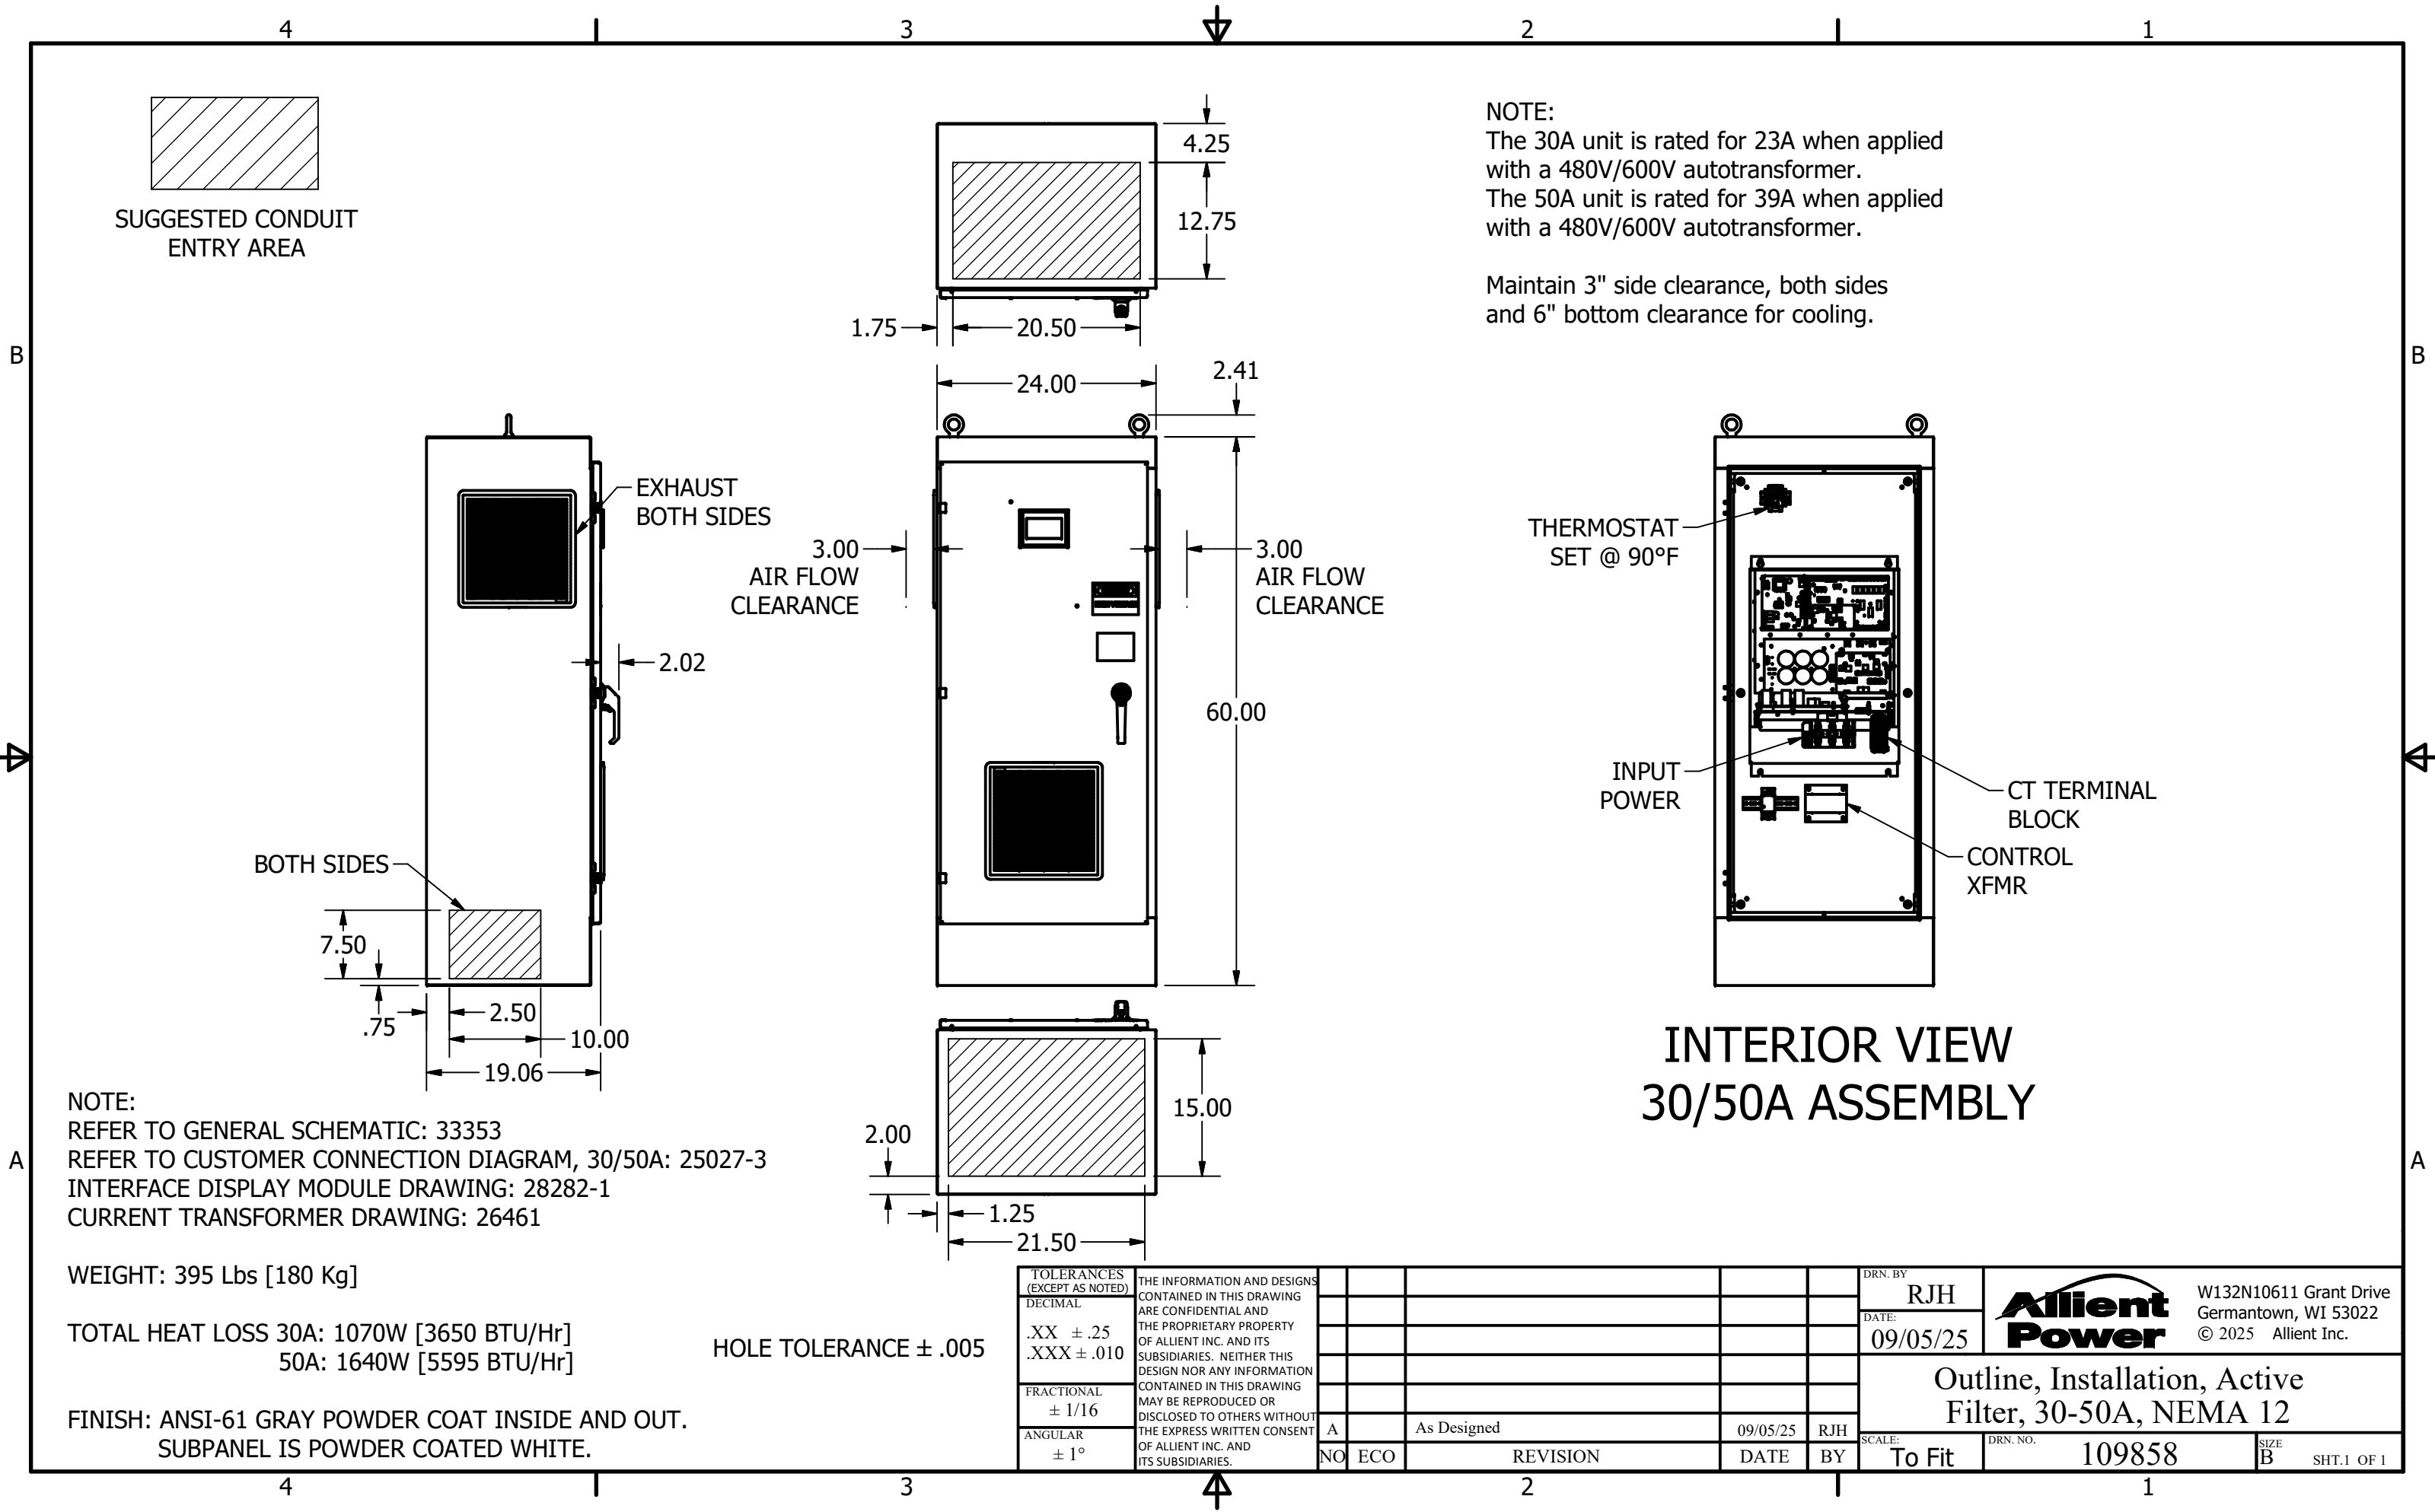 4
3
2
1
SUGGESTED CONDUIT
ENTRY AREA
4.25
12.75
1.75
20.50
NOTE:
The 30A unit is rated for 23A when applied
with a 480V/600V autotransformer.
The 50A unit is rated for 39A when applied
with a 480V/600V autotransformer.
Maintain 3" side clearance, both sides
and 6" bottom clearance for cooling.
B
B
24.00
2.41
EXHAUST
BOTH SIDES
3.00
AIR FLOW
CLEARANCE
3.00
AIR FLOW
CLEARANCE
2.02
60.00
THERMOSTAT
SET @ 90°F
INPUT
POWER
CT TERMINAL
BLOCK
CONTROL
XFMR
BOTH SIDES
7.50
.75
2.50
10.00
19.06
INTERIOR VIEW
30/50A ASSEMBLY
15.00
2.00
1.25
21.50
A
A
NOTE:
REFER TO GENERAL SCHEMATIC: 33353
REFER TO CUSTOMER CONNECTION DIAGRAM, 30/50A: 25027-3
INTERFACE DISPLAY MODULE DRAWING: 28282-1
CURRENT TRANSFORMER DRAWING: 26461
WEIGHT: 395 Lbs [180 Kg]
TOTAL HEAT LOSS 30A: 1070W [3650 BTU/Hr]
50A: 1640W [5595 BTU/Hr]
FINISH: ANSI-61 GRAY POWDER COAT INSIDE AND OUT.
SUBPANEL IS POWDER COATED WHITE.
HOLE TOLERANCE ± .005
TOLERANCES
(EXCEPT AS NOTED)
DECIMAL
.XX ± .25
.XXX ± .010
FRACTIONAL
± 1/16
ANGULAR
± 1°
THE INFORMATION AND DESIGNS
CONTAINED IN THIS DRAWING
ARE CONFIDENTIAL AND
THE PROPRIETARY PROPERTY
OF ALLIENT INC. AND ITS
SUBSIDIARIES. NEITHER THIS
DESIGN NOR ANY INFORMATION
CONTAINED IN THIS DRAWING
MAY BE REPRODUCED OR
DISCLOSED TO OTHERS WITHOUT
THE EXPRESS WRITTEN CONSENT
OF ALLIENT INC. AND
ITS SUBSIDIARIES.
A As Designed 09/05/25 RJH
NO ECO REVISION DATE BY
DRN. BY
RJH
DATE:
09/05/25
Allient
Power
W132N10611 Grant Drive
Germantown, WI 53022
© 2025 Allient Inc.
Outline, Installation, Active
Filter, 30-50A, NEMA 12
SCALE:
To Fit
DRN. NO.
109858
SIZE
B
SHT.1 OF 1
4
3
2
1